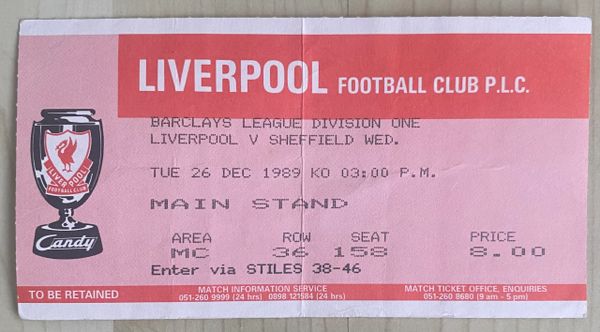 LIVERPOOL FOOTBALL CLUB P.L.C.
BARCLAYS LEAGUE DIVISION ONE
LIVERPOOL V SHEFFIELD WED.
TUE 26 DEC 1989 KO 03:00 P.M.
MAIN STAND
AREA ROW SEAT PRICE
MC 36 158 8.00
Enter via STILES 38-46
LIVERPOOL
FOOTBALL CLUB
Candy
TO BE RETAINED
MATCH INFORMATION SERVICE
051-260 9999 (24 hrs) 0898 121584 (24 hrs)
MATCH TICKET OFFICE, ENQUIRIES
051-260 8680 (9 am - 5 pm)